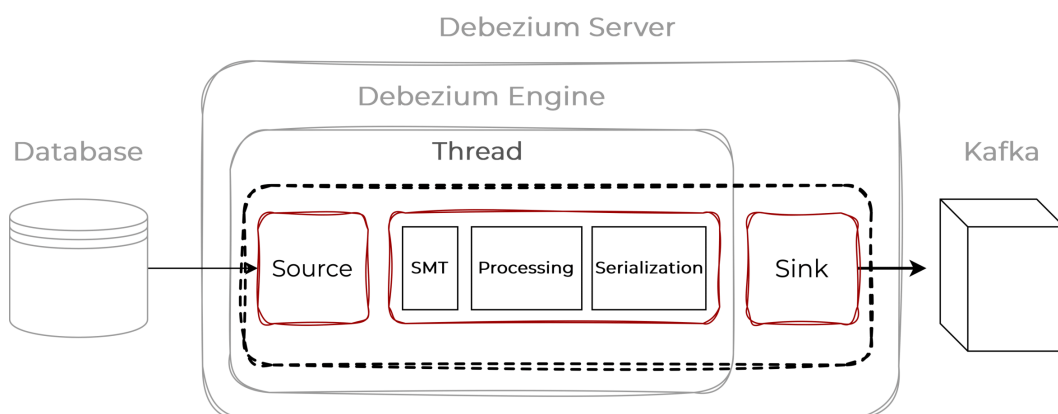 Debezium Server
Debezium Engine
Database
Thread
Kafka
Source
SMT
Processing
Serialization
Sink